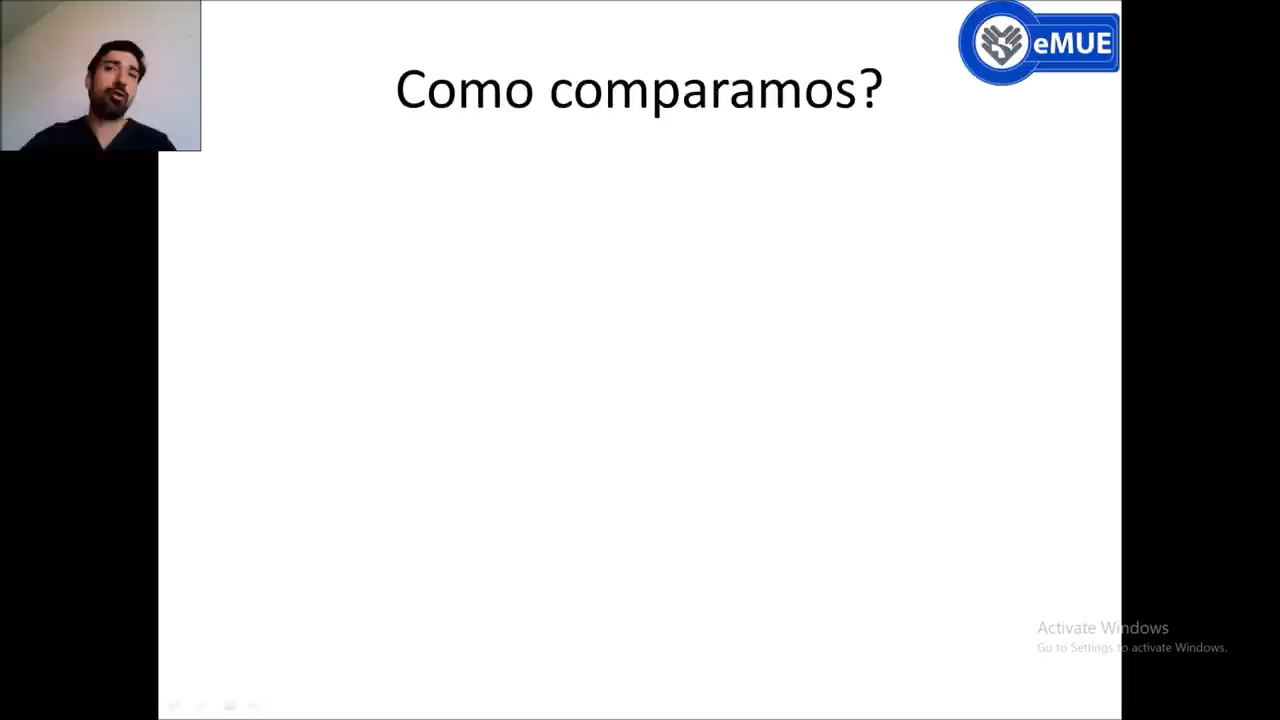 eMUE
Como comparamos?
Activate Windows
Go to Settings to activate Windows.